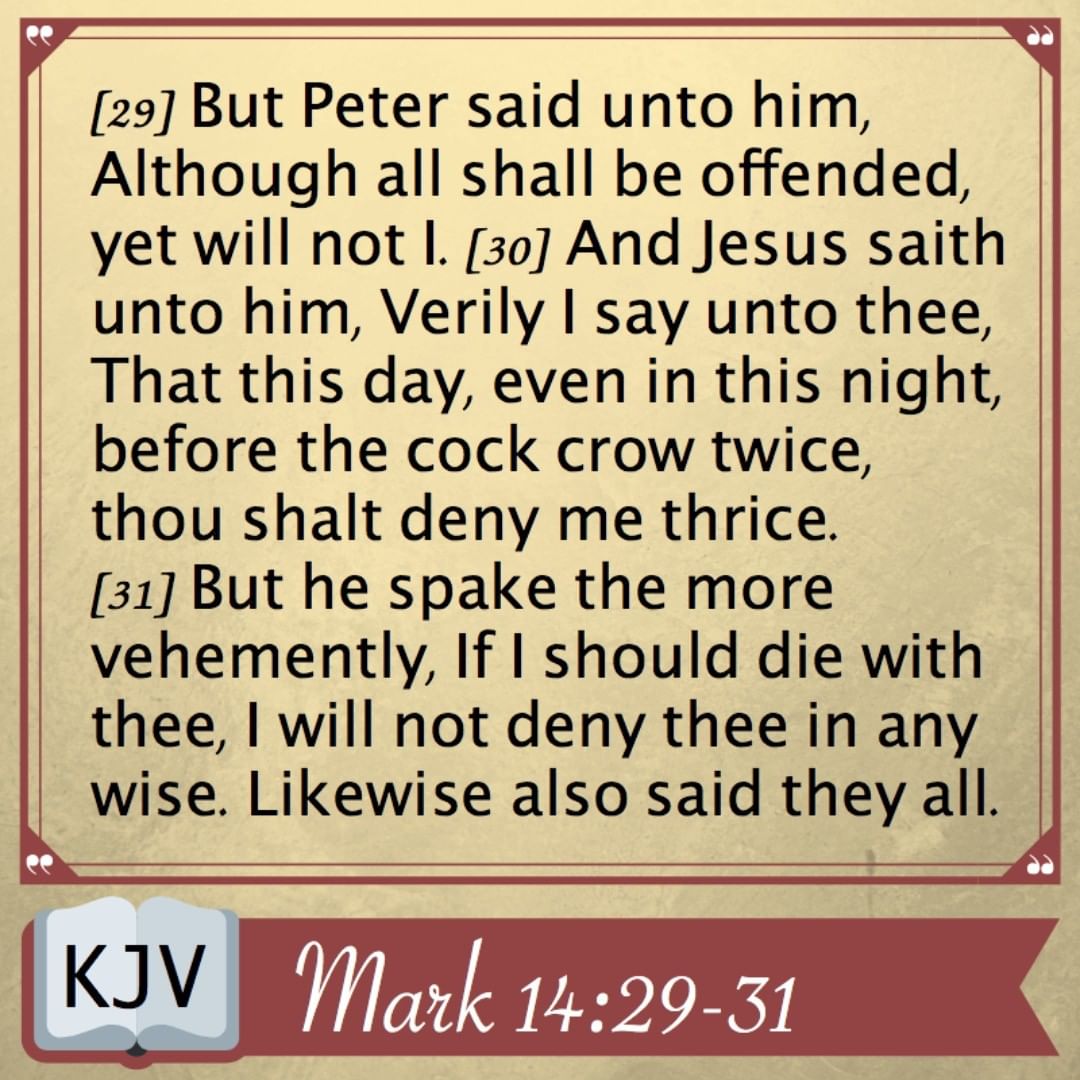 [29] But Peter said unto him,
Although all shall be offended,
yet will not I. [30] And Jesus saith
unto him, Verily I say unto thee,
That this day, even in this night,
before the cock crow twice,
thou shalt deny me thrice.
[31] But he spake the more
vehemently, If I should die with
thee, I will not deny thee in any
wise. Likewise also said they all.
KJV
Mark 14:29-31